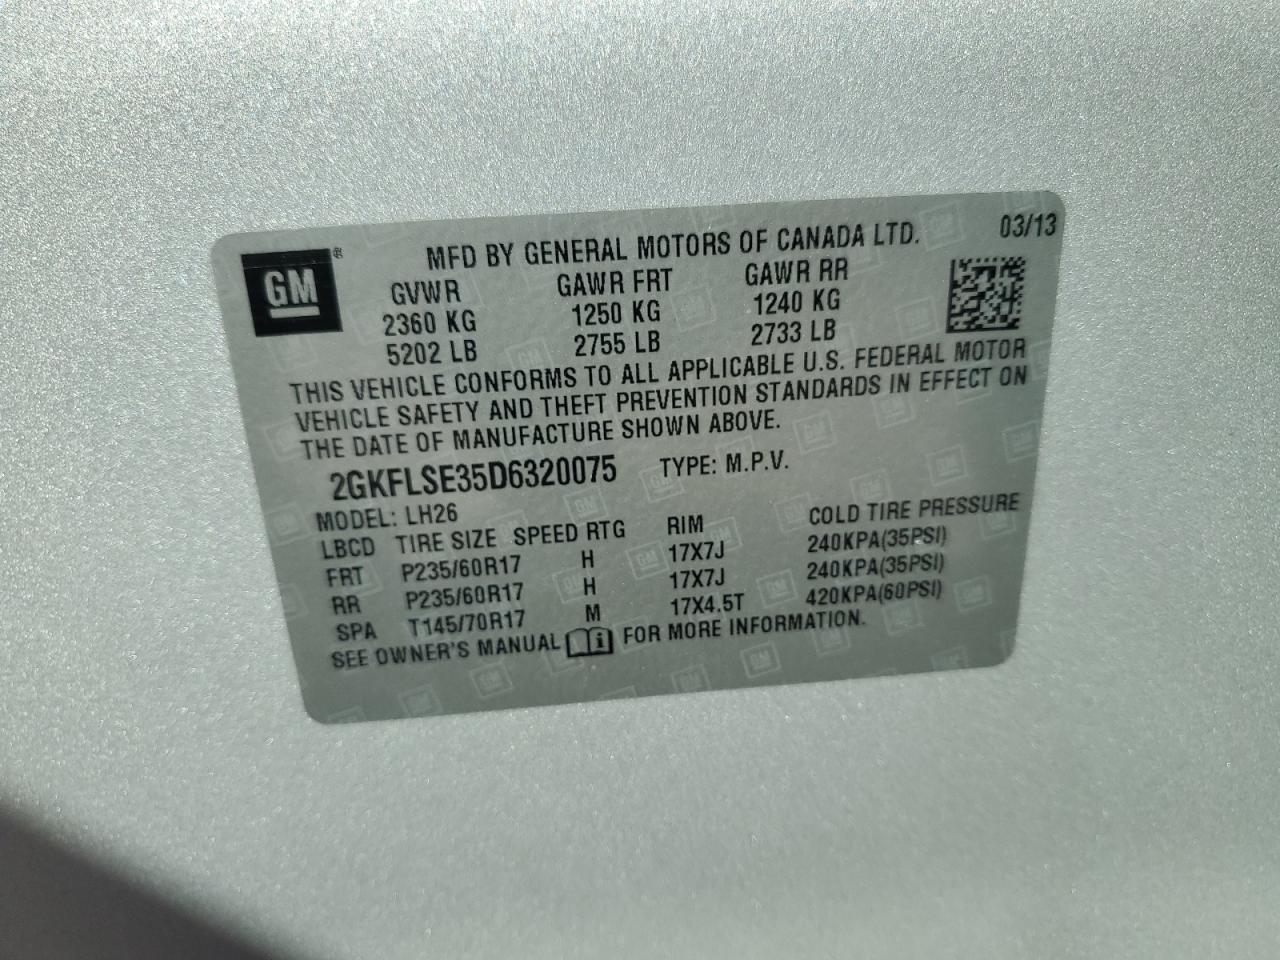 GM ®
MFD BY GENERAL MOTORS OF CANADA LTD. 03/13
GVWR GAWR FRT GAWR RR
2360 KG 1250 KG 1240 KG
5202 LB 2755 LB 2733 LB
THIS VEHICLE CONFORMS TO ALL APPLICABLE U.S. FEDERAL MOTOR
VEHICLE SAFETY AND THEFT PREVENTION STANDARDS IN EFFECT ON
THE DATE OF MANUFACTURE SHOWN ABOVE.
2GKFLSE35D6320075 TYPE: M.P.V.
MODEL: LH26
LBCD TIRE SIZE SPEED RTG RIM COLD TIRE PRESSURE
FRT P235/60R17 H 17X7J 240KPA(35PSI)
RR P235/60R17 H 17X7J 240KPA(35PSI)
SPA T145/70R17 M 17X4.5T 420KPA(60PSI)
SEE OWNER'S MANUAL FOR MORE INFORMATION.